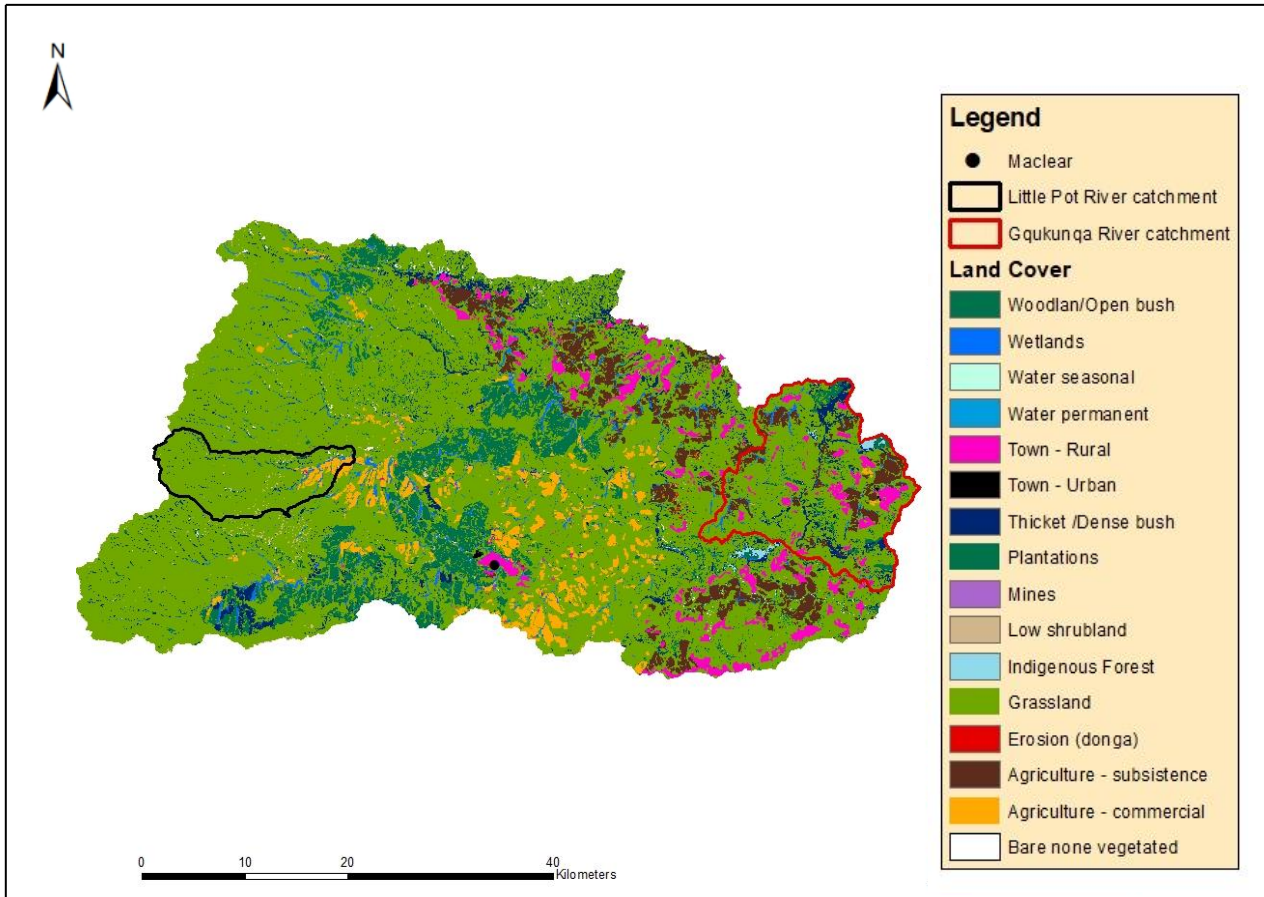 N
Legend
Maclear
Little Pot River catchment
Gqukunqa River catchment
Land Cover
Woodlan/Open bush
Wetlands
Water seasonal
Water permanent
Town - Rural
Town - Urban
Thicket /Dense bush
Plantations
Mines
Low shrubland
Indigenous Forest
Grassland
Erosion (donga)
Agriculture - subsistence
Agriculture - commercial
Bare none vegetated
0 10 20 40
Kilometers